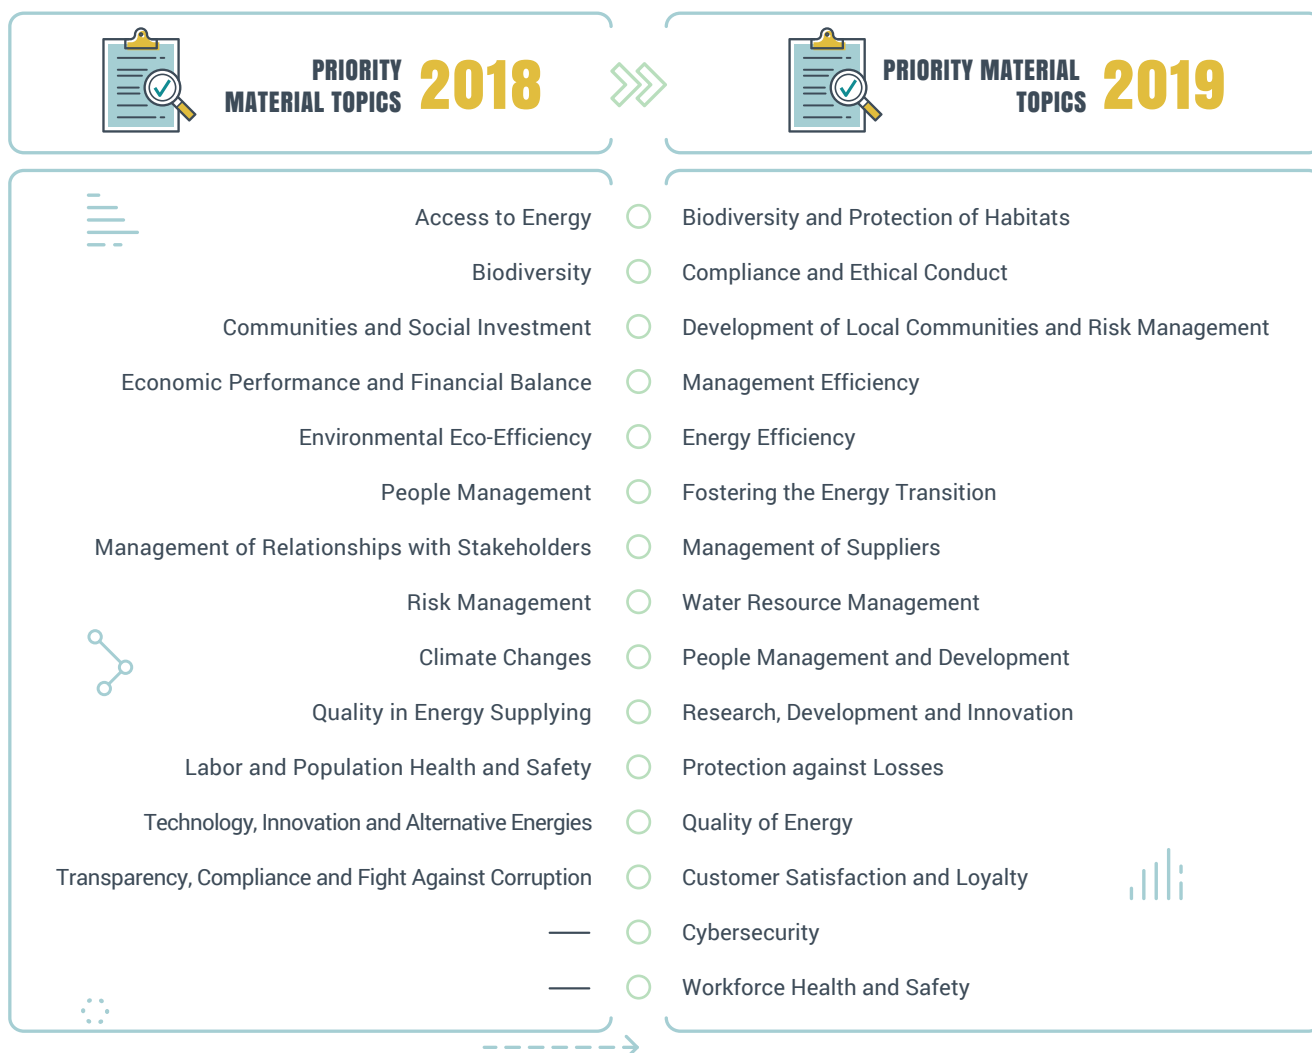 PRIORITY
MATERIAL TOPICS 2018
PRIORITY MATERIAL
TOPICS 2019
Access to Energy
Biodiversity
Communities and Social Investment
Economic Performance and Financial Balance
Environmental Eco-Efficiency
People Management
Management of Relationships with Stakeholders
Risk Management
Climate Changes
Quality in Energy Supplying
Labor and Population Health and Safety
Technology, Innovation and Alternative Energies
Transparency, Compliance and Fight Against Corruption
—
—
Biodiversity and Protection of Habitats
Compliance and Ethical Conduct
Development of Local Communities and Risk Management
Management Efficiency
Energy Efficiency
Fostering the Energy Transition
Management of Suppliers
Water Resource Management
People Management and Development
Research, Development and Innovation
Protection against Losses
Quality of Energy
Customer Satisfaction and Loyalty
Cybersecurity
Workforce Health and Safety